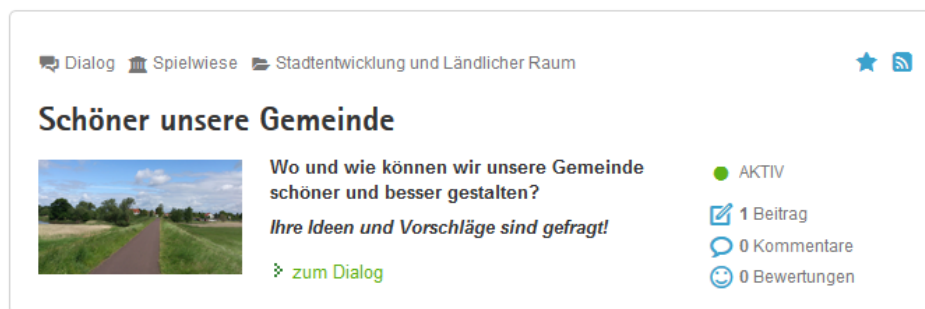 Dialog Spielwiese Stadtentwicklung und Ländlicher Raum
Schöner unsere Gemeinde
Wo und wie können wir unsere Gemeinde
schöner und besser gestalten?
Ihre Ideen und Vorschläge sind gefragt!
zum Dialog
AKTIV
1 Beitrag
0 Kommentare
0 Bewertungen